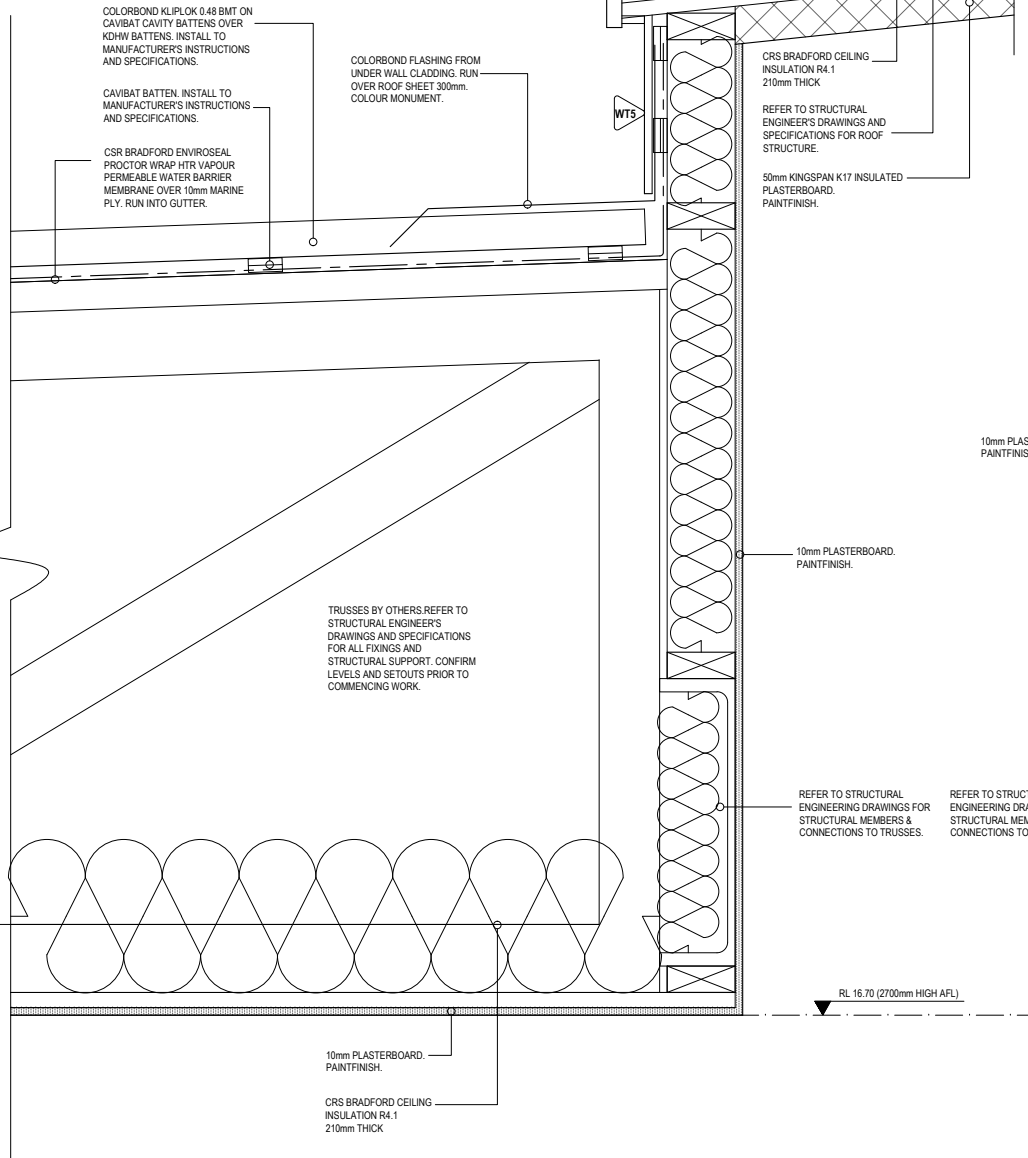 COLORBOND KLIPLOK 0.48 BMT ON
CAVIBAT CAVITY BATTENS OVER
KDHW BATTENS. INSTALL TO
MANUFACTURER'S INSTRUCTIONS
AND SPECIFICATIONS.
CAVIBAT BATTEN. INSTALL TO
MANUFACTURER'S INSTRUCTIONS
AND SPECIFICATIONS.
CSR BRADFORD ENVIROSEAL
PROCTOR WRAP HTR VAPOUR
PERMEABLE WATER BARRIER
MEMBRANE OVER 10mm MARINE
PLY. RUN INTO GUTTER.
COLORBOND FLASHING FROM
UNDER WALL CLADDING. RUN
OVER ROOF SHEET 300mm.
COLOUR MONUMENT.
WT5
CRS BRADFORD CEILING
INSULATION R4.1
210mm THICK
REFER TO STRUCTURAL
ENGINEER'S DRAWINGS AND
SPECIFICATIONS FOR ROOF
STRUCTURE.
50mm KINGSPAN K17 INSULATED
PLASTERBOARD.
PAINTFINISH.
10mm PLAS
PAINTFINIS
10mm PLASTERBOARD.
PAINTFINISH.
TRUSSES BY OTHERS.REFER TO
STRUCTURAL ENGINEER'S
DRAWINGS AND SPECIFICATIONS
FOR ALL FIXINGS AND
STRUCTURAL SUPPORT. CONFIRM
LEVELS AND SETOUTS PRIOR TO
COMMENCING WORK.
REFER TO STRUCTURAL
ENGINEERING DRAWINGS FOR
STRUCTURAL MEMBERS &
CONNECTIONS TO TRUSSES.
REFER TO STRUCT
ENGINEERING DRA
STRUCTURAL MEM
CONNECTIONS TO
RL 16.70 (2700mm HIGH AFL)
10mm PLASTERBOARD.
PAINTFINISH.
CRS BRADFORD CEILING
INSULATION R4.1
210mm THICK